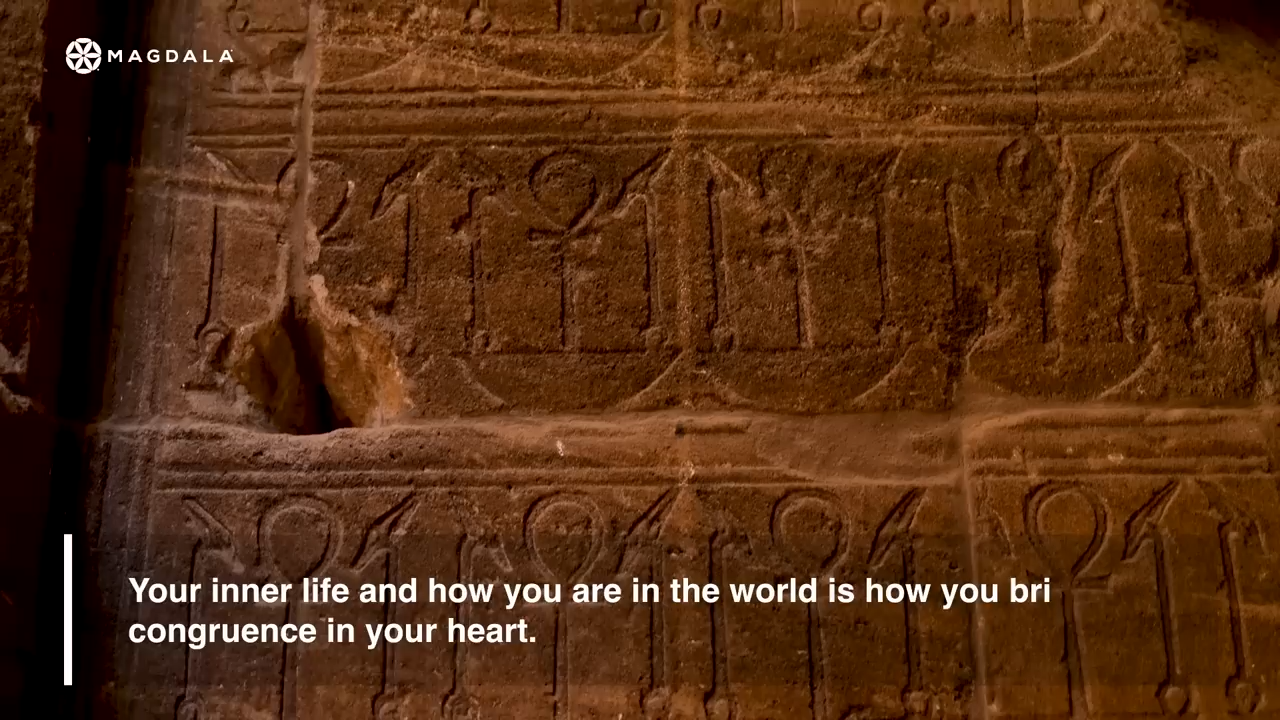 MAGDALA
Your inner life and how you are in the world is how you bri
congruence in your heart.